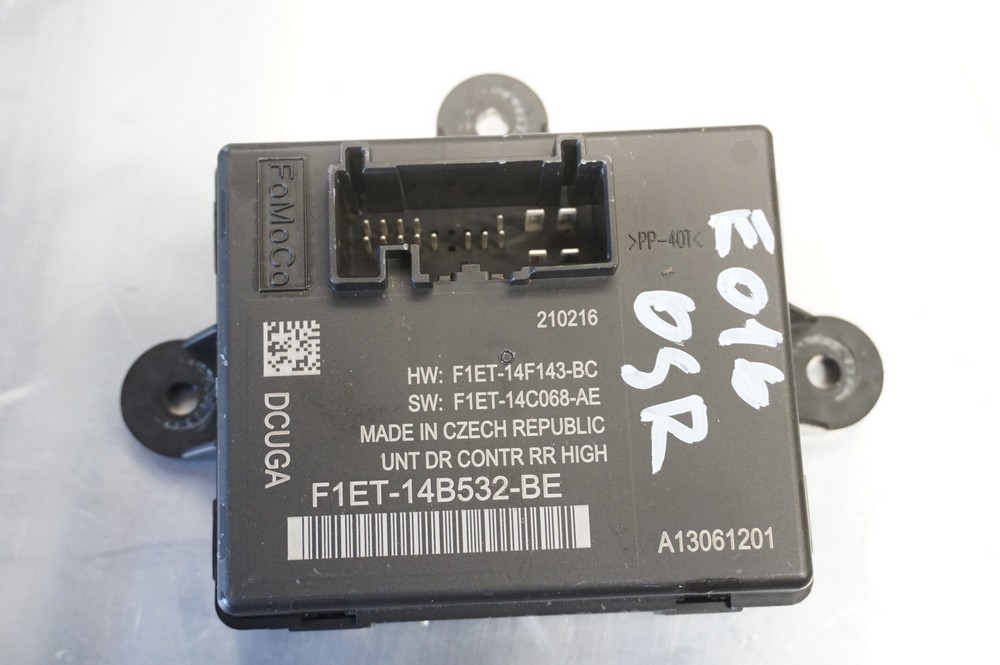 FoMoCo
>PP-40T<
E016
OSR
210216
HW: F1ET-14F143-BC
SW: F1ET-14C068-AE
MADE IN CZECH REPUBLIC
UNT DR CONTR RR HIGH
DCUGA
F1ET-14B532-BE
A13061201